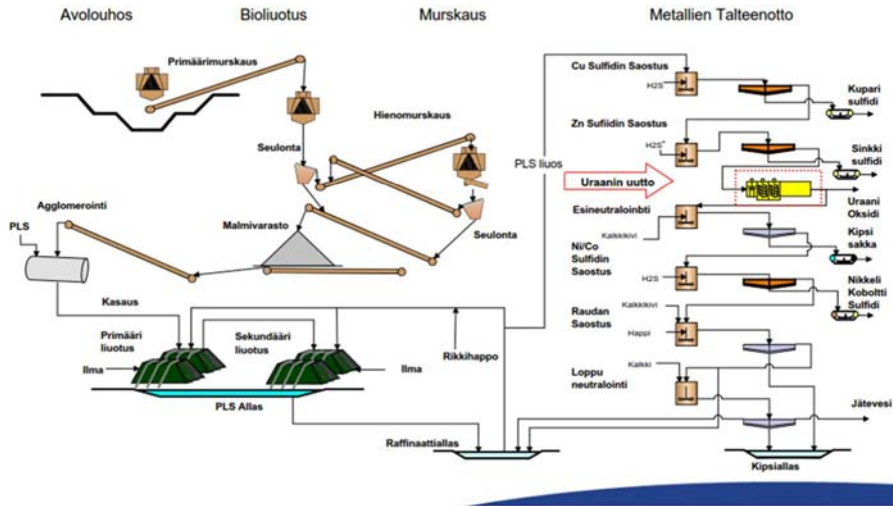 Avolouhos
Bioliuotus
Murskaus
Metallien Talteenotto
Primäärimurskaus
Hienomurskaus
Seulonta
Malmivarasto
Seulonta
Agglomerointi
PLS
Kasaus
Primääri
liuotus
Sekundääri
liuotus
Ilma
Ilma
PLS Allas
Rikkihappo
Raffinaattiallas
PLS liuos
Cu Sulfidin Saostus
H2S
Kupari
sulfidi
Zn Sulfidin Saostus
H2S
Sinkki
sulfidi
Uraanin uutto
Uraani
Oksidi
Esineutralointi
Kalkkikivi
Kipsi
sakka
Ni/Co
Sulfidin
Saostus
H2S
Nikkeli
Koboltti
Sulfidi
Raudan
Saostus
Kalkkikivi
Happi
Loppu
neutralointi
Kalkki
Jätevesi
Kipsiallas